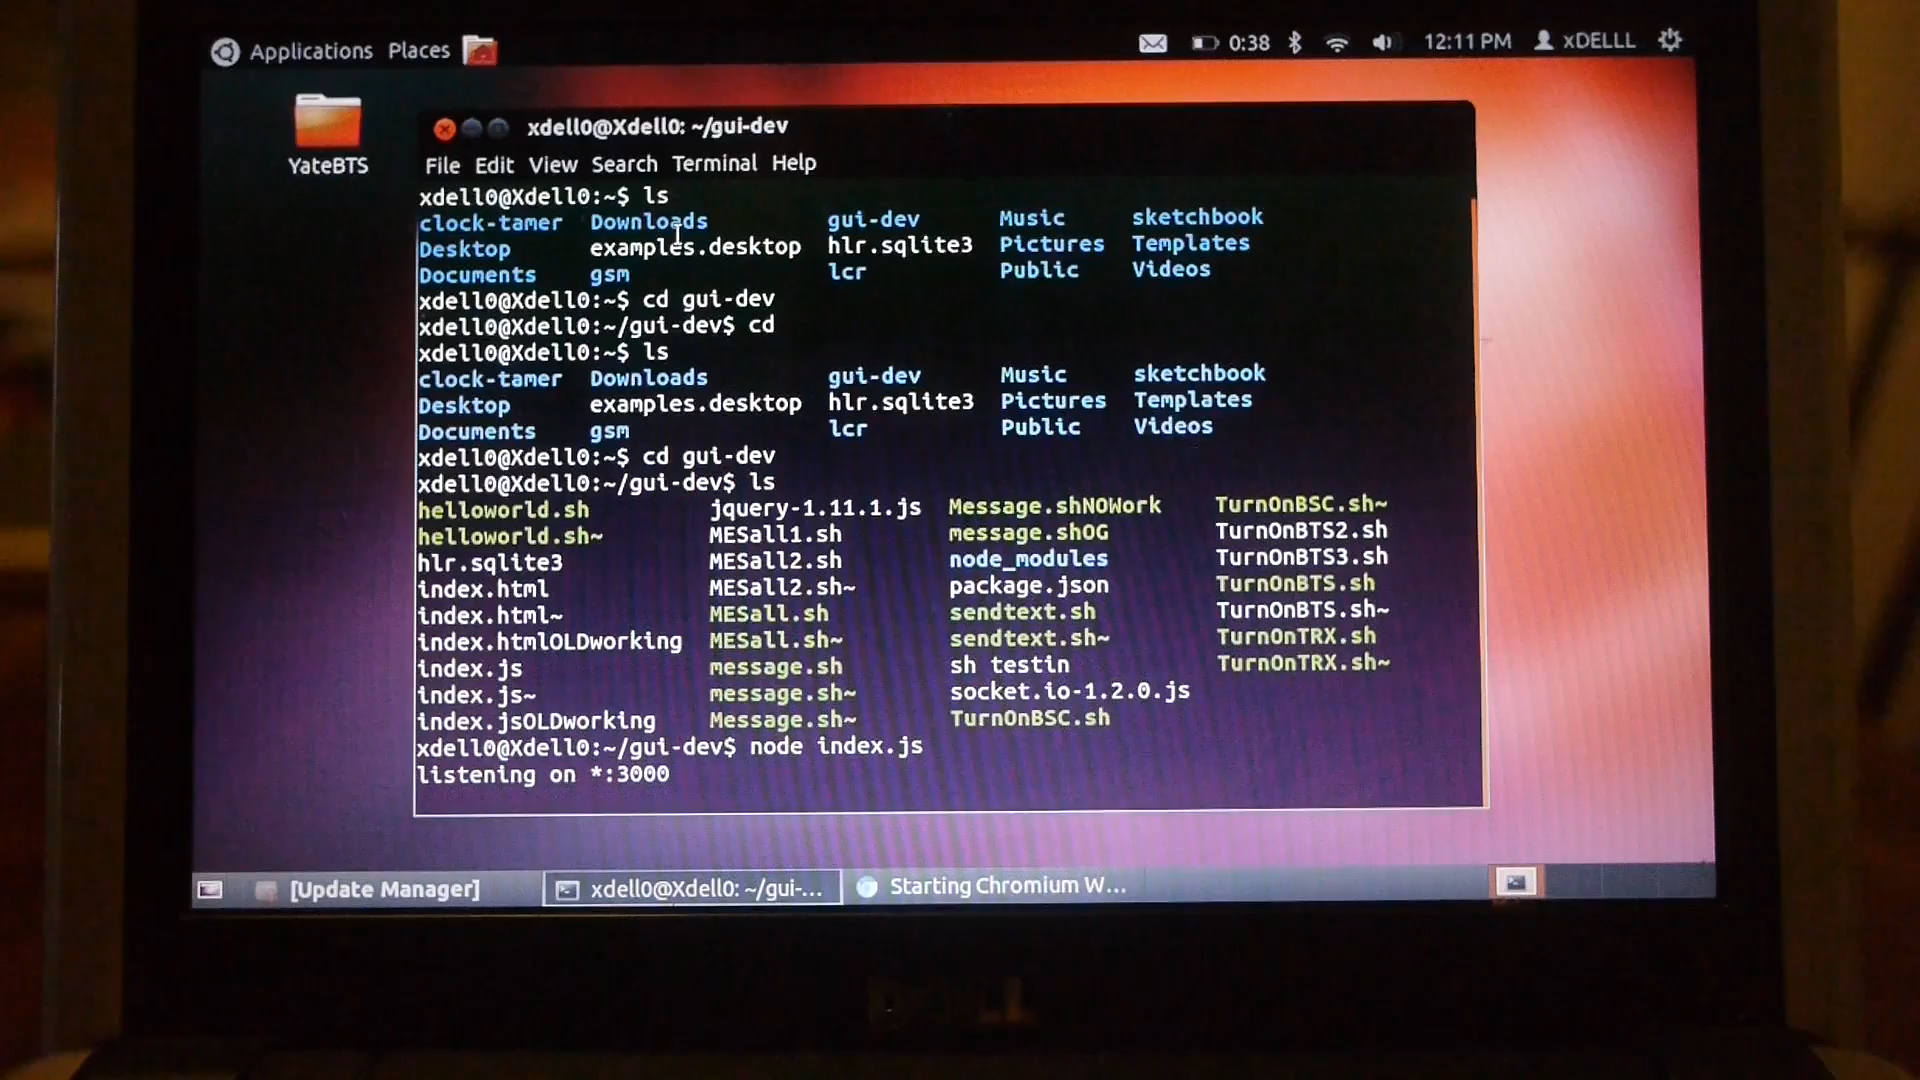 Applications Places 0:38 12:11 PM xDELLL
YateBTS
xdell0@Xdell0: ~/gui-dev
File Edit View Search Terminal Help
xdell0@Xdell0:~$ ls
clock-tamer Downloads gui-dev Music sketchbook
Desktop examples.desktop hlr.sqlite3 Pictures Templates
Documents gsm lcr Public Videos
xdell0@Xdell0:~$ cd gui-dev
xdell0@Xdell0:~/gui-dev$ cd
xdell0@Xdell0:~$ ls
clock-tamer Downloads gui-dev Music sketchbook
Desktop examples.desktop hlr.sqlite3 Pictures Templates
Documents gsm lcr Public Videos
xdell0@Xdell0:~$ cd gui-dev
xdell0@Xdell0:~/gui-dev$ ls
helloworld.sh jquery-1.11.1.js Message.shNOWork TurnOnBSC.sh~
helloworld.sh~ MESall1.sh message.shOG TurnOnBTS2.sh
hlr.sqlite3 MESall2.sh node_modules TurnOnBTS3.sh
index.html MESall2.sh~ package.json TurnOnBTS.sh
index.html~ MESall.sh sendtext.sh TurnOnBTS.sh~
index.htmlOLDworking MESall.sh~ sendtext.sh~ TurnOnTRX.sh
index.js message.sh sh testin TurnOnTRX.sh~
index.js~ message.sh~ socket.io-1.2.0.js
index.jsOLDworking Message.sh~ TurnOnBSC.sh
xdell0@Xdell0:~/gui-dev$ node index.js
listening on *:3000
[Update Manager] xdell0@Xdell0: ~/gui-... Starting Chromium W...
DELL